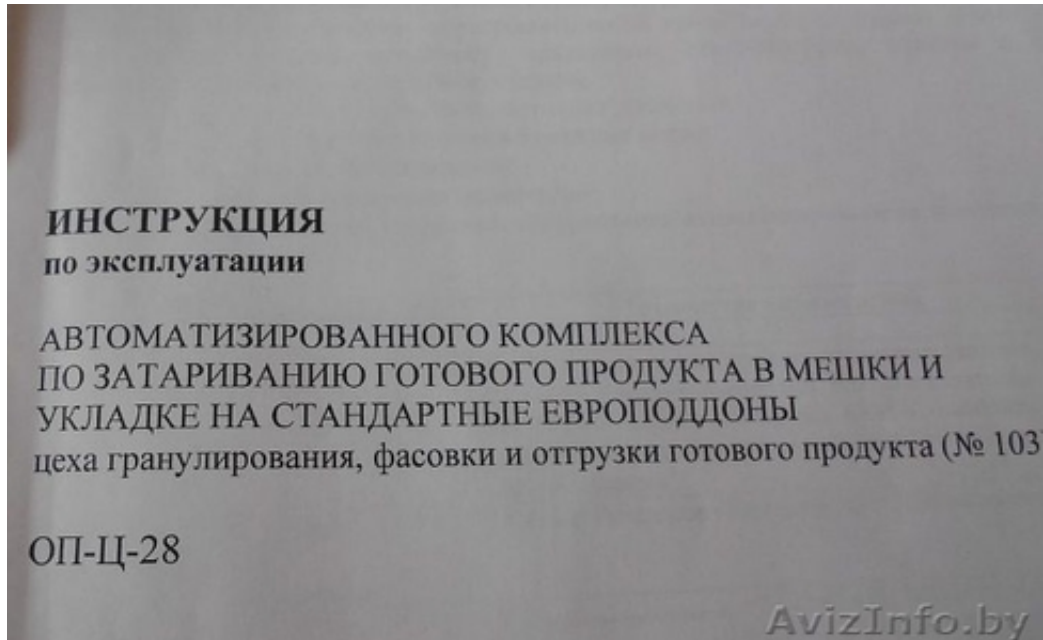 ИНСТРУКЦИЯ
по эксплуатации
АВТОМАТИЗИРОВАННОГО КОМПЛЕКСА
ПО ЗАТАРИВАНИЮ ГОТОВОГО ПРОДУКТА В МЕШКИ И
УКЛАДКЕ НА СТАНДАРТНЫЕ ЕВРОПОДДОНЫ
цеха гранулирования, фасовки и отгрузки готового продукта (№ 103
ОП-Ц-28
AvizInfo.by